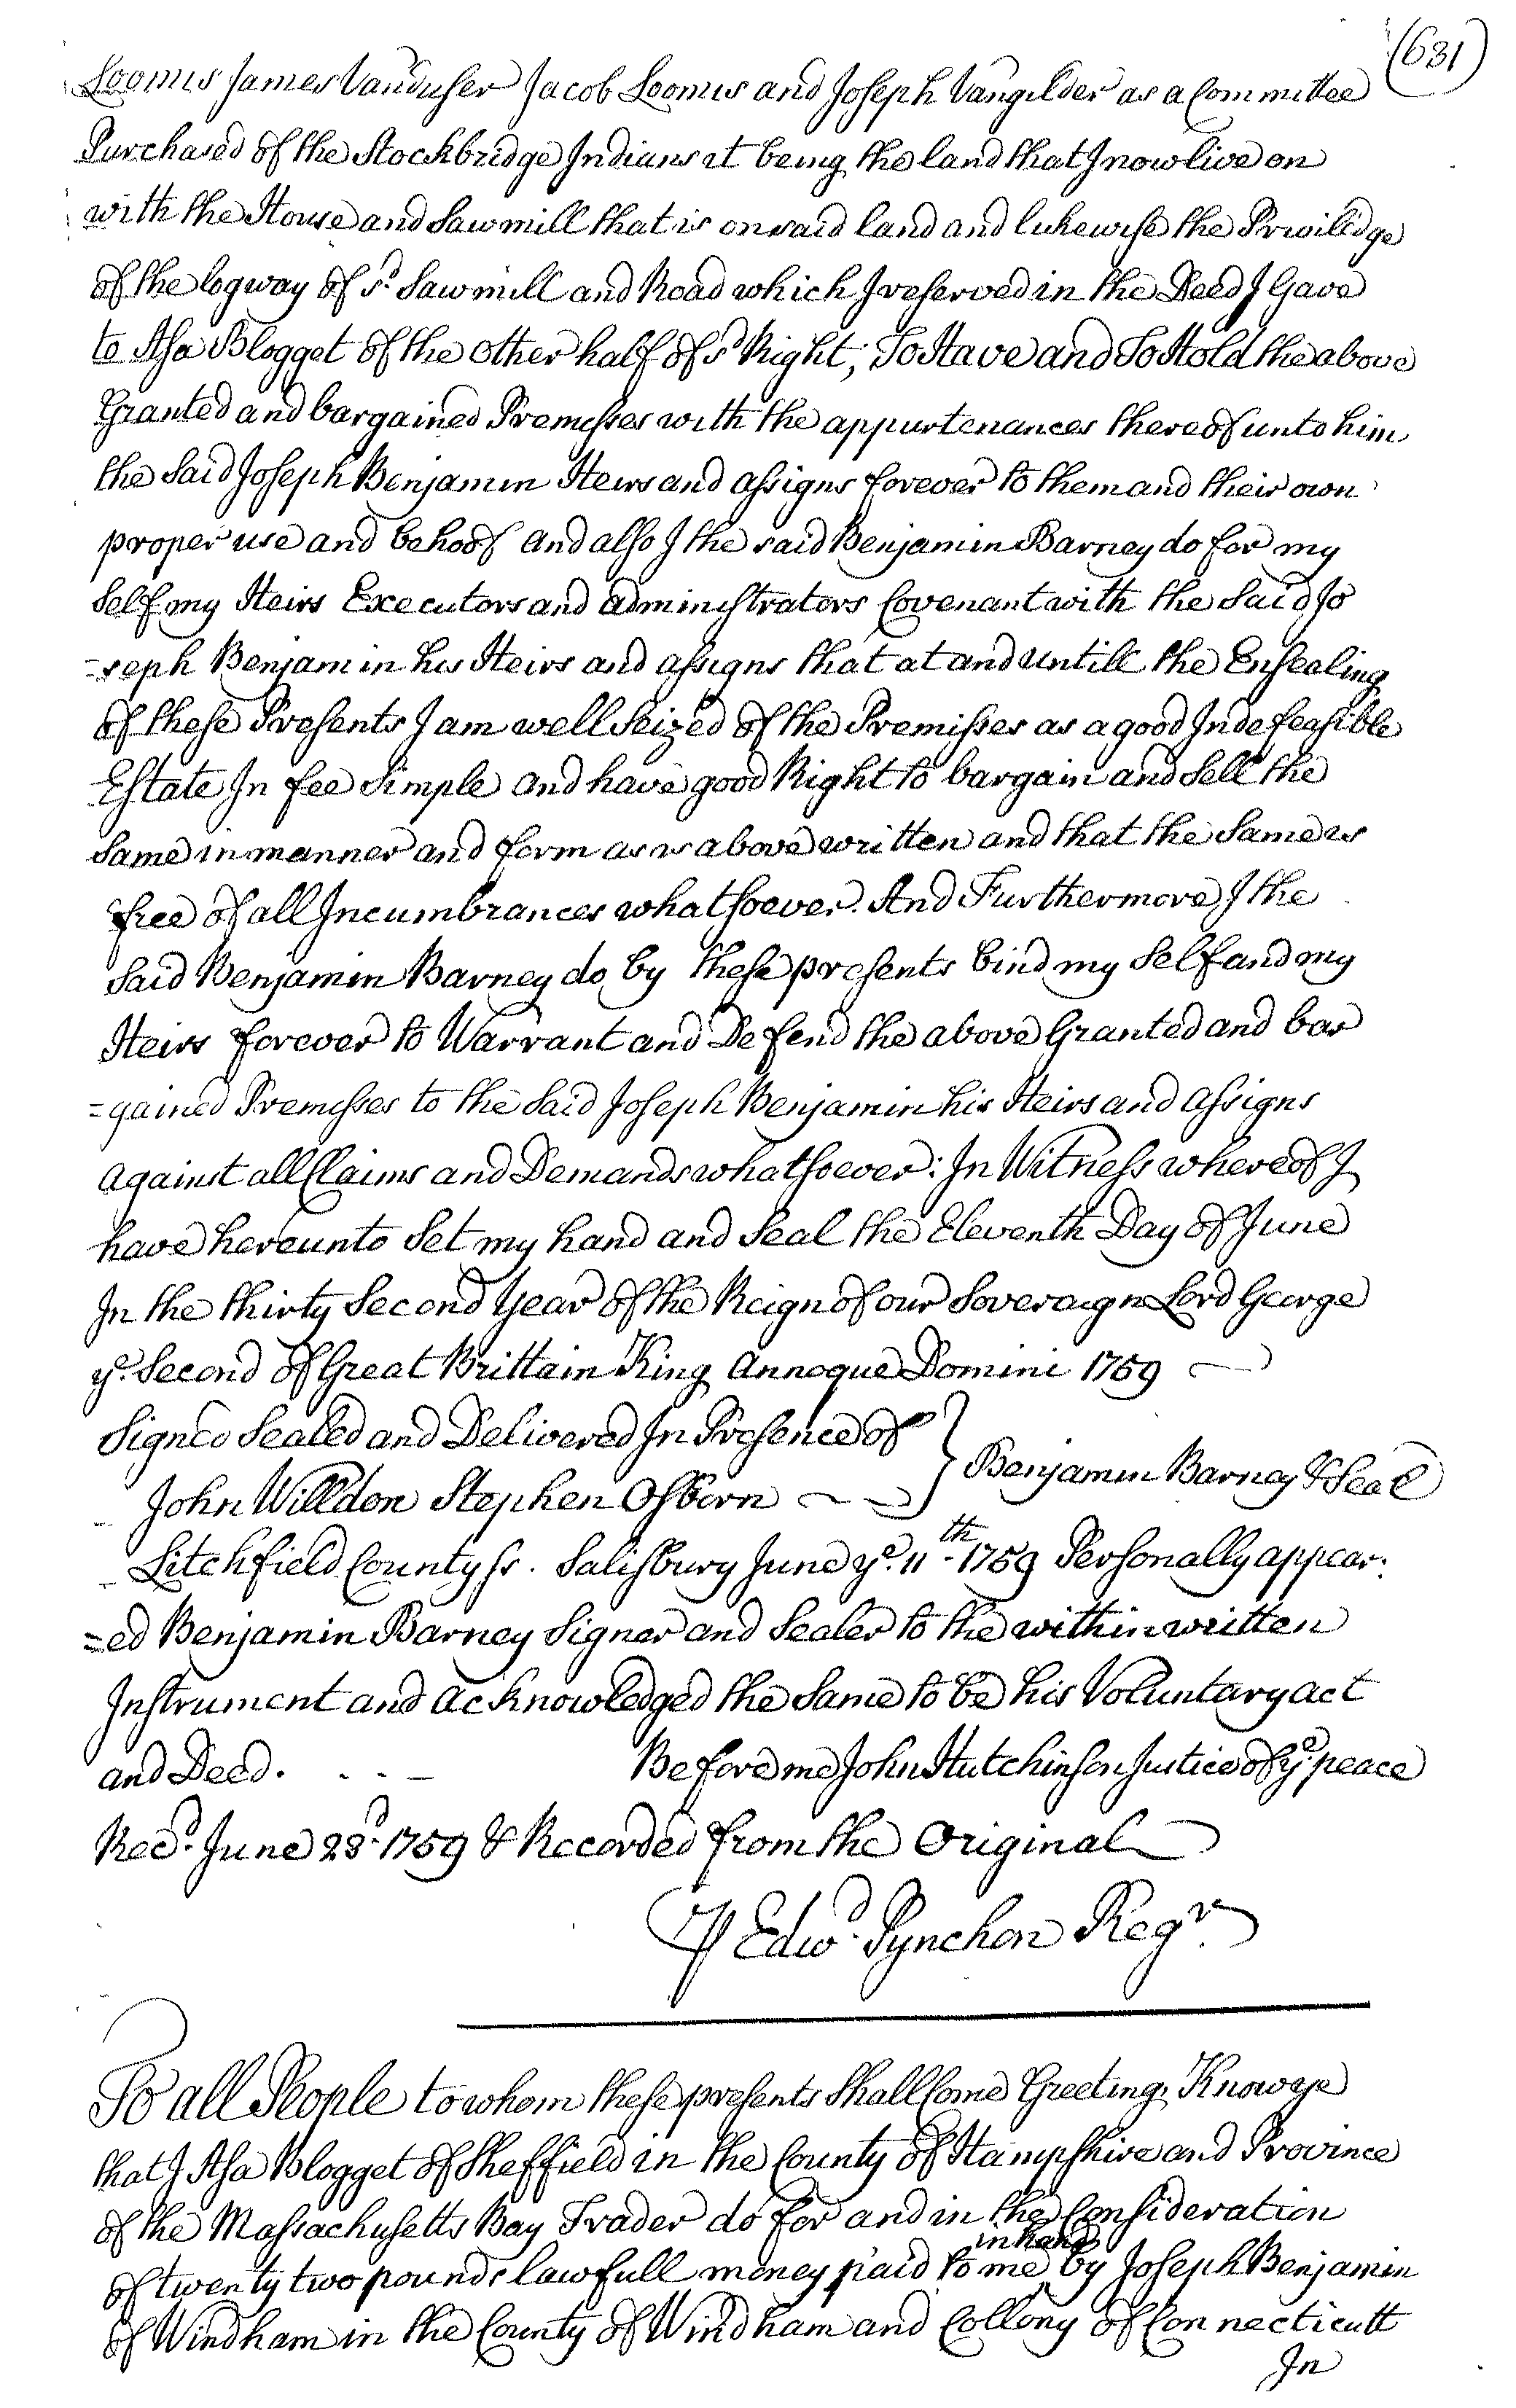 (631)
Loomis James Vanduser Jacob Loomis and Joseph Vangilder as a Committee
Purchased of the Stockbridge Indians it being the land that I now live on
with the House and Sawmill that is on said land and likewise the Priviledge
of the logway of sd. Sawmill and Road which I reserved in the Deed I Gave
to Asa Blogget of the other half of sd Right; To Have and To Hold the above
Granted and bargained Premisses with the appurtenances thereof unto him
the Said Joseph Benjamin Heirs and assigns forever to them and their own
proper use and behoof and also I the said Benjamin Barney do for my
Self my Heirs Executors and administrators Covenant with the Said Jo
=seph Benjamin his Heirs and assigns that at and untill the Ensealing
of these Presents I am well Seized of the Premisses as a good Indefeasible
Estate In fee Simple and have good Right to bargain and Sell the
Same in manner and form as is above written and that the Same is
free of all Incumbrances whatsoever. And Furthermore I the
Said Benjamin Barney do by these presents bind my Self and my
Heirs forever to Warrant and Defend the above Granted and bar
=gained Premisses to the Said Joseph Benjamin his Heirs and assigns
against all Claims and Demands whatsoever: In Witness whereof I
have hereunto Set my hand and Seal the Eleventh Day of June
In the thirty Second Year of the Reign of our Soveraign Lord George
ye. Second of Great Brittain King Annoque Domini 1759
Signed Sealed and Delivered In Presence of } Benjamin Barney & Seal
John Willdon Stephen Osborn
Litchfield County ss. Salisbury June ye. 11th 1759 Personally appear:
=ed Benjamin Barney Signer and Sealer to the within written
Instrument and acknowledged the Same to be his Voluntary act
and Deed. Before me John Hutchinson Justice of ye peace
Recd. June 23d. 1759 & Recorded from the Original
⅌ Edwd. Pynchon Regr.
To all People to whom these presents Shall Come Greeting, Know ye
that I Asa Blogget of Sheffield in the County of Hampshire and Province
of the Massachusetts Bay Trader do for and in the Consideration
of twenty two pounds lawfull money paid to me in hand by Joseph Benjamin
of Windham in the County of Windham and Collony of Connecticutt
In